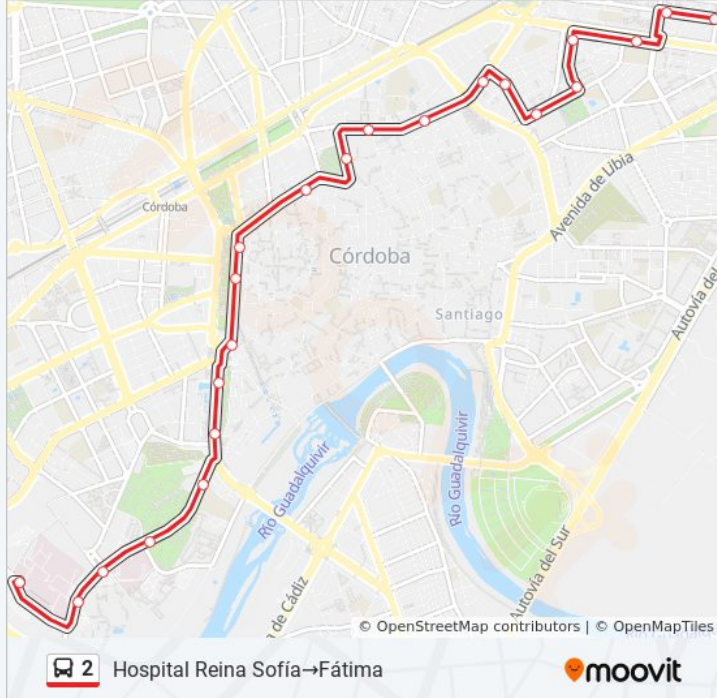 Avenida de Libia
Córdoba
Córdoba
Autovía del
Santiago
Río Guadalquivir
Río Guadalquivir
Autovía del Sur
a de Cádiz
© OpenStreetMap contributors | © OpenMapTiles
2 Hospital Reina Sofía→Fátima
moovit